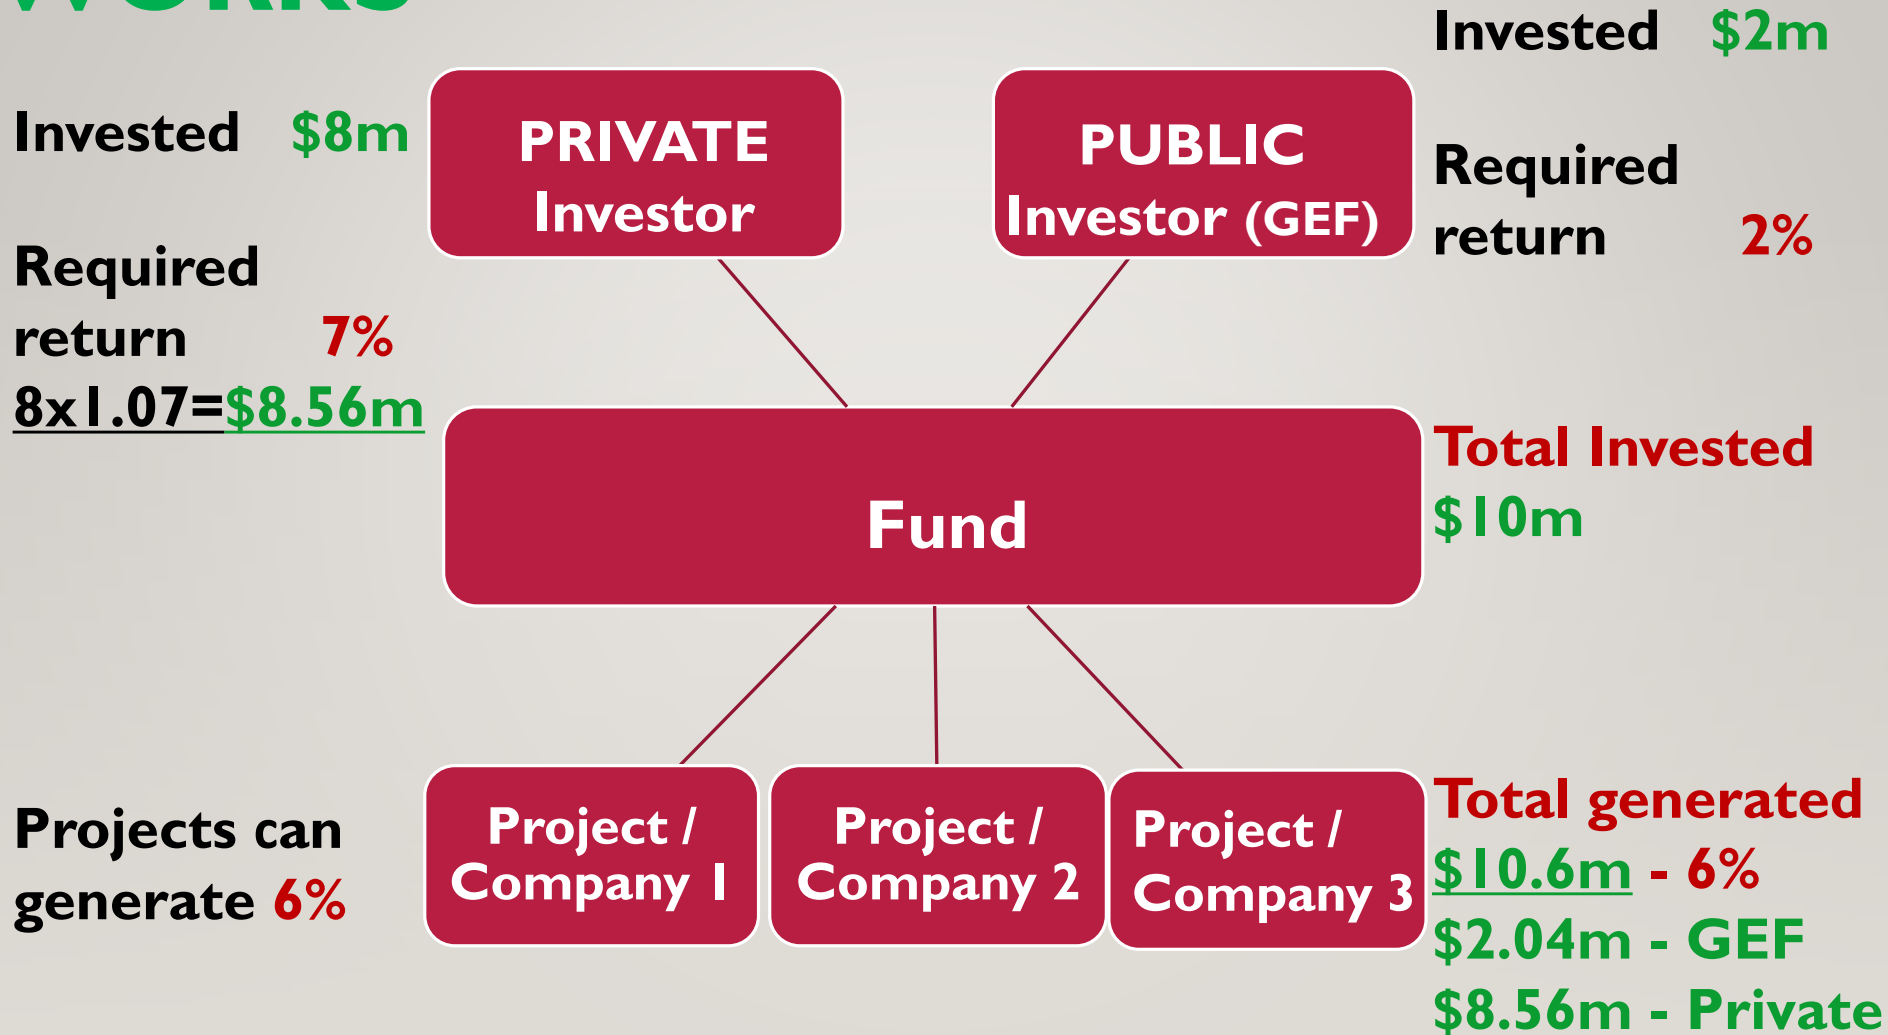 WORKS
Invested $8m
Required
return 7%
8x1.07=$8.56m
PRIVATE
Investor
PUBLIC
Investor (GEF)
Invested $2m
Required
return 2%
Fund
Total Invested
$10m
Projects can
generate 6%
Project /
Company 1
Project /
Company 2
Project /
Company 3
Total generated
$10.6m - 6%
$2.04m - GEF
$8.56m - Private